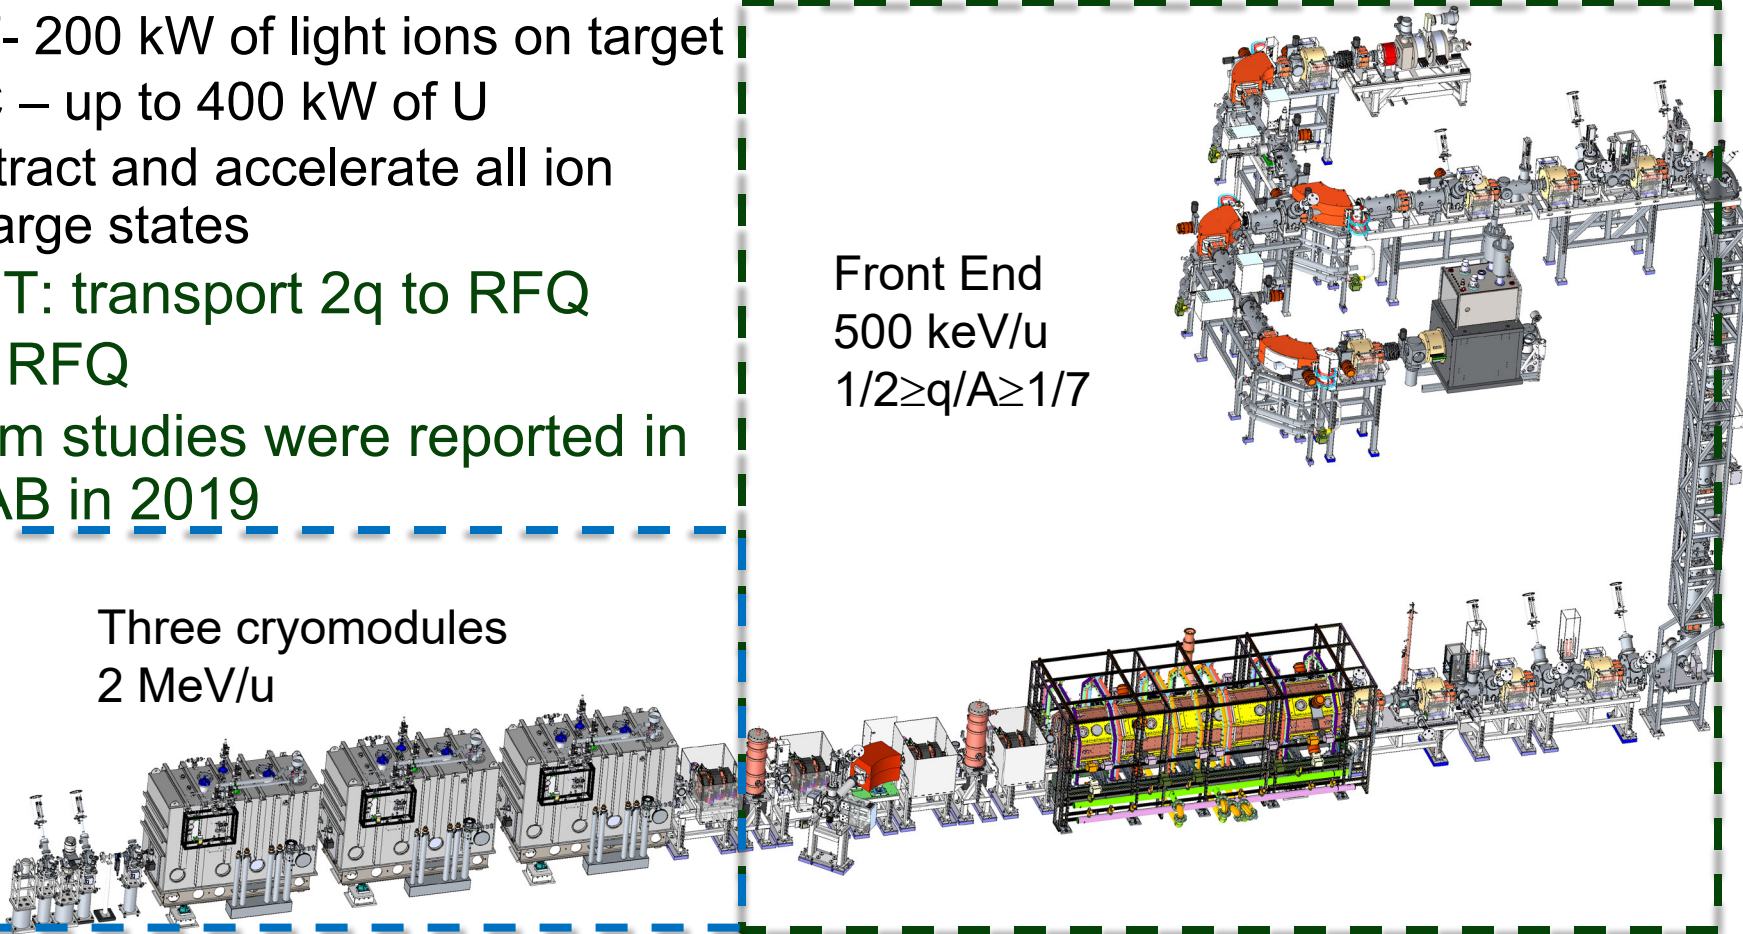 - 200 kW of light ions on target
– up to 400 kW of U
tract and accelerate all ion
arge states
T: transport 2q to RFQ
RFQ
m studies were reported in
AB in 2019
Front End
500 keV/u
1/2≥q/A≥1/7
Three cryomodules
2 MeV/u